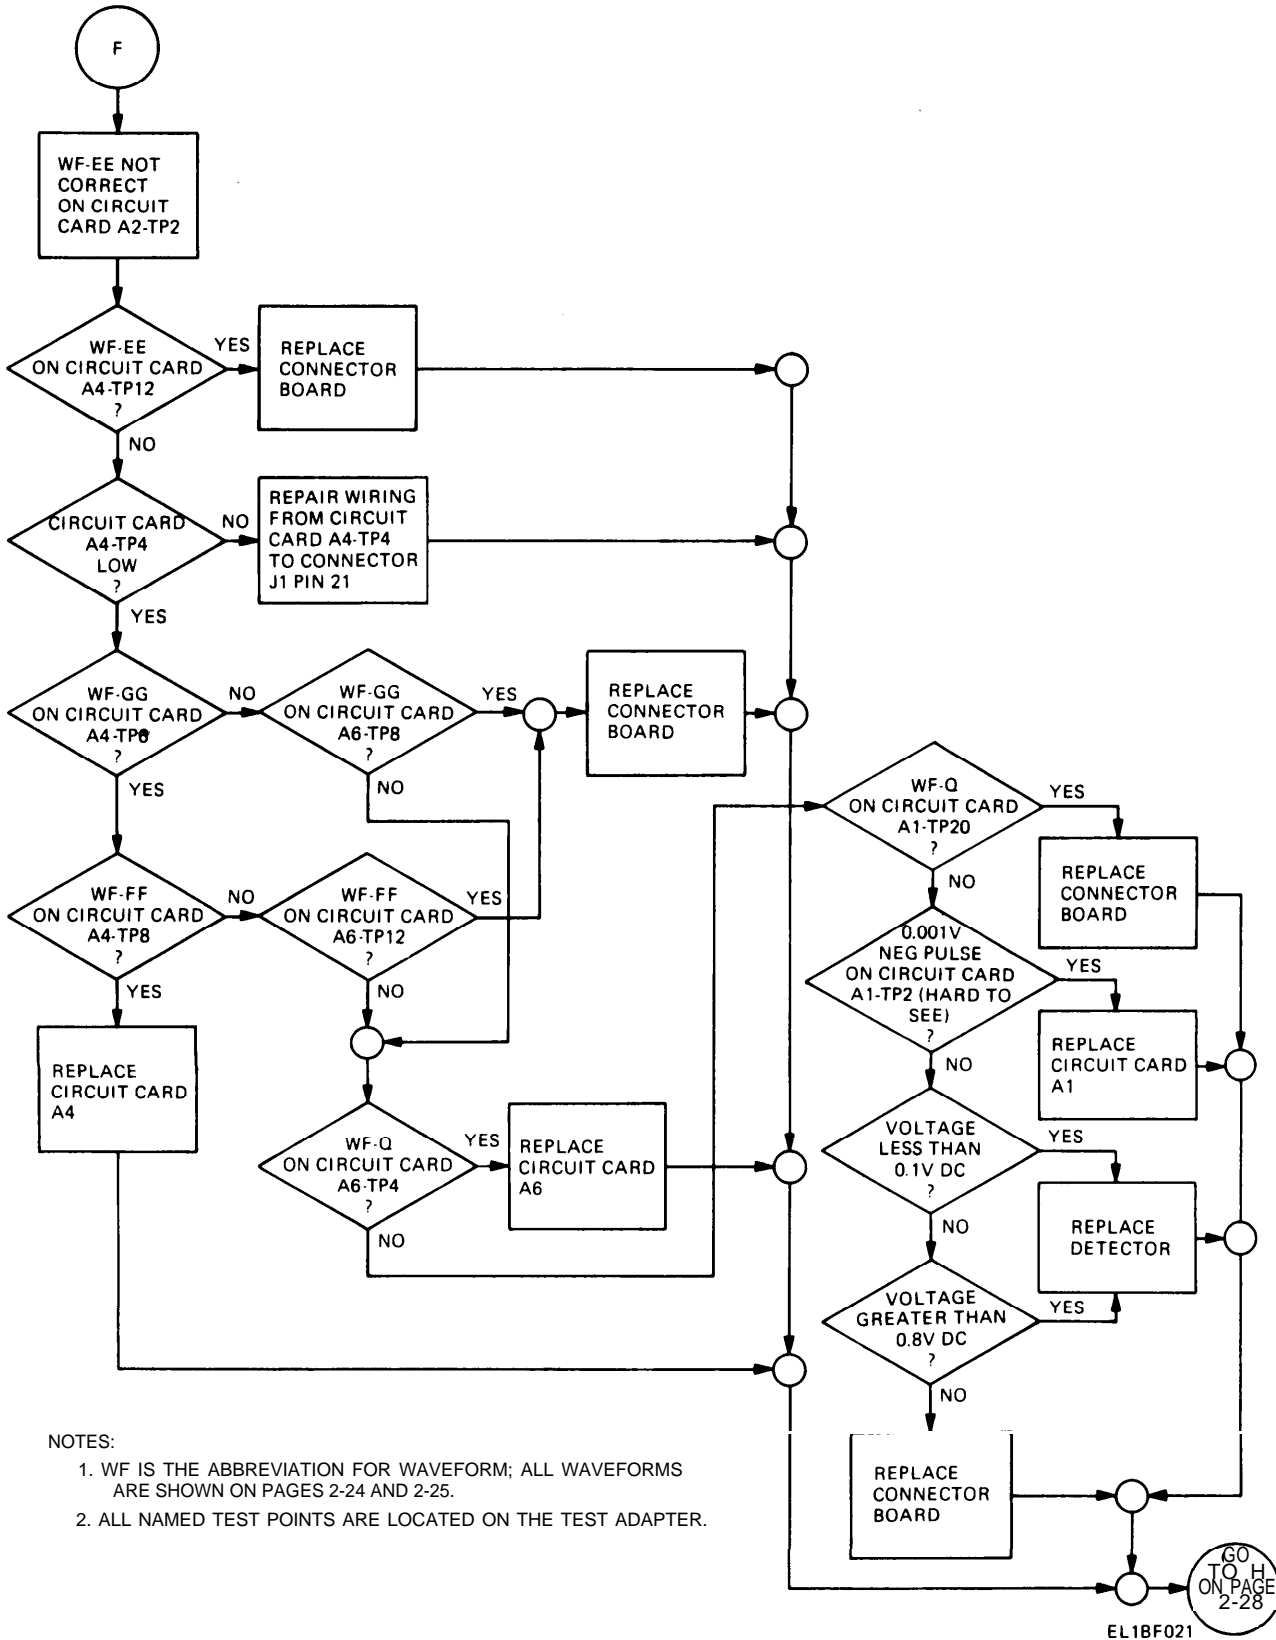 F
WF-EE NOT
CORRECT
ON CIRCUIT
CARD A2-TP2
WF-EE
ON CIRCUIT CARD
A4-TP12
?
YES
REPLACE
CONNECTOR
BOARD
NO
CIRCUIT CARD
A4-TP4
LOW
?
NO
REPAIR WIRING
FROM CIRCUIT
CARD A4-TP4
TO CONNECTOR
J1 PIN 21
YES
WF-GG
ON CIRCUIT CARD
A4-TP6
?
NO
WF-GG
ON CIRCUIT CARD
A6-TP8
?
YES
REPLACE
CONNECTOR
BOARD
YES
NO
WF-FF
ON CIRCUIT CARD
A4-TP8
?
NO
WF-FF
ON CIRCUIT CARD
A6-TP12
?
YES
YES
NO
REPLACE
CIRCUIT CARD
A4
WF-Q
ON CIRCUIT CARD
A6-TP4
?
YES
REPLACE
CIRCUIT CARD
A6
NO
WF-Q
ON CIRCUIT CARD
A1-TP20
?
YES
REPLACE
CONNECTOR
BOARD
NO
0.001V
NEG PULSE
ON CIRCUIT CARD
A1-TP2 (HARD TO
SEE)
?
YES
REPLACE
CIRCUIT CARD
A1
NO
VOLTAGE
LESS THAN
0.1V DC
?
YES
REPLACE
DETECTOR
NO
VOLTAGE
GREATER THAN
0.8V DC
?
YES
NO
REPLACE
CONNECTOR
BOARD
GO
TO H
ON PAGE
2-28
NOTES:
1. WF IS THE ABBREVIATION FOR WAVEFORM; ALL WAVEFORMS
ARE SHOWN ON PAGES 2-24 AND 2-25.
2. ALL NAMED TEST POINTS ARE LOCATED ON THE TEST ADAPTER.
EL1BF021